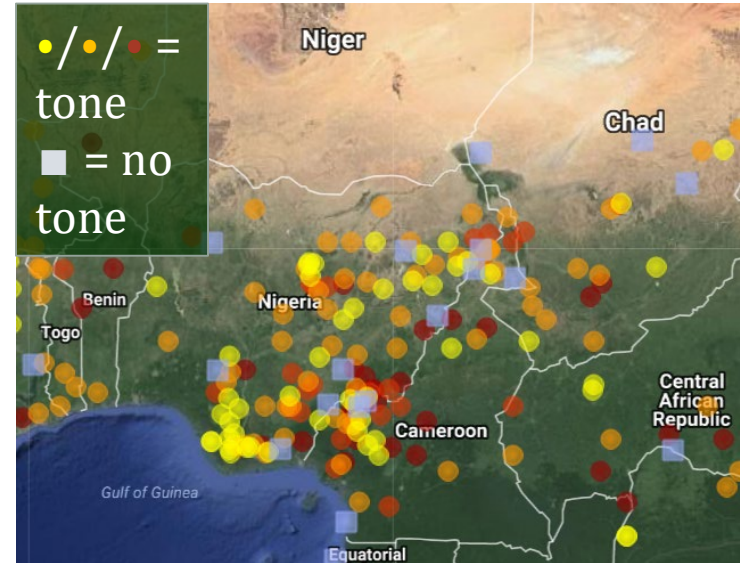 ●/●/● =
tone
■ = no
tone
Niger
Chad
Benin
Nigeria
Togo
Central
African
Republic
Cameroon
Gulf of Guinea
Equatorial